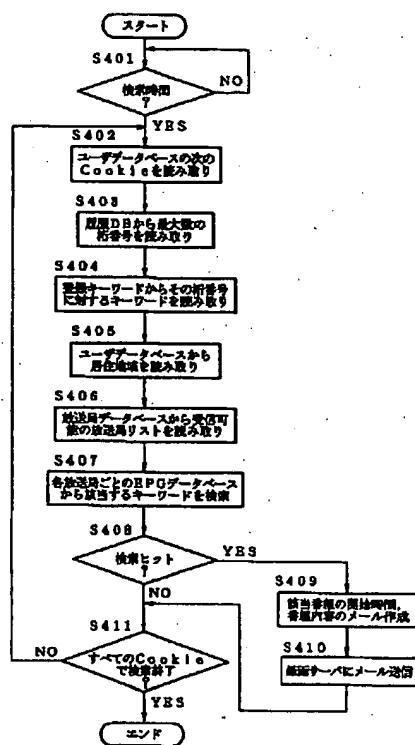 スタート
S401
検索時間
?
NO
YES
S402
ユーザデータベースの次の
Cookieを読み取り
S403
履歴DBから最大数の
桁番号を読み取り
S404
登録キーワードからその桁番号
に対するキーワードを読み取り
S405
ユーザデータベースから
居住地域を読み取り
S406
放送局データベースから受信可
能の放送局リストを読み取り
S407
各放送局ごとのEPGデータベース
から該当するキーワードを検索
S408
検索ヒット
?
YES
NO
S409
該当番組の開始時間,
番組内容のメール作成
S410
サーバにメール送信
S411
すべてのCookie
で検索終了
?
NO
YES
エンド